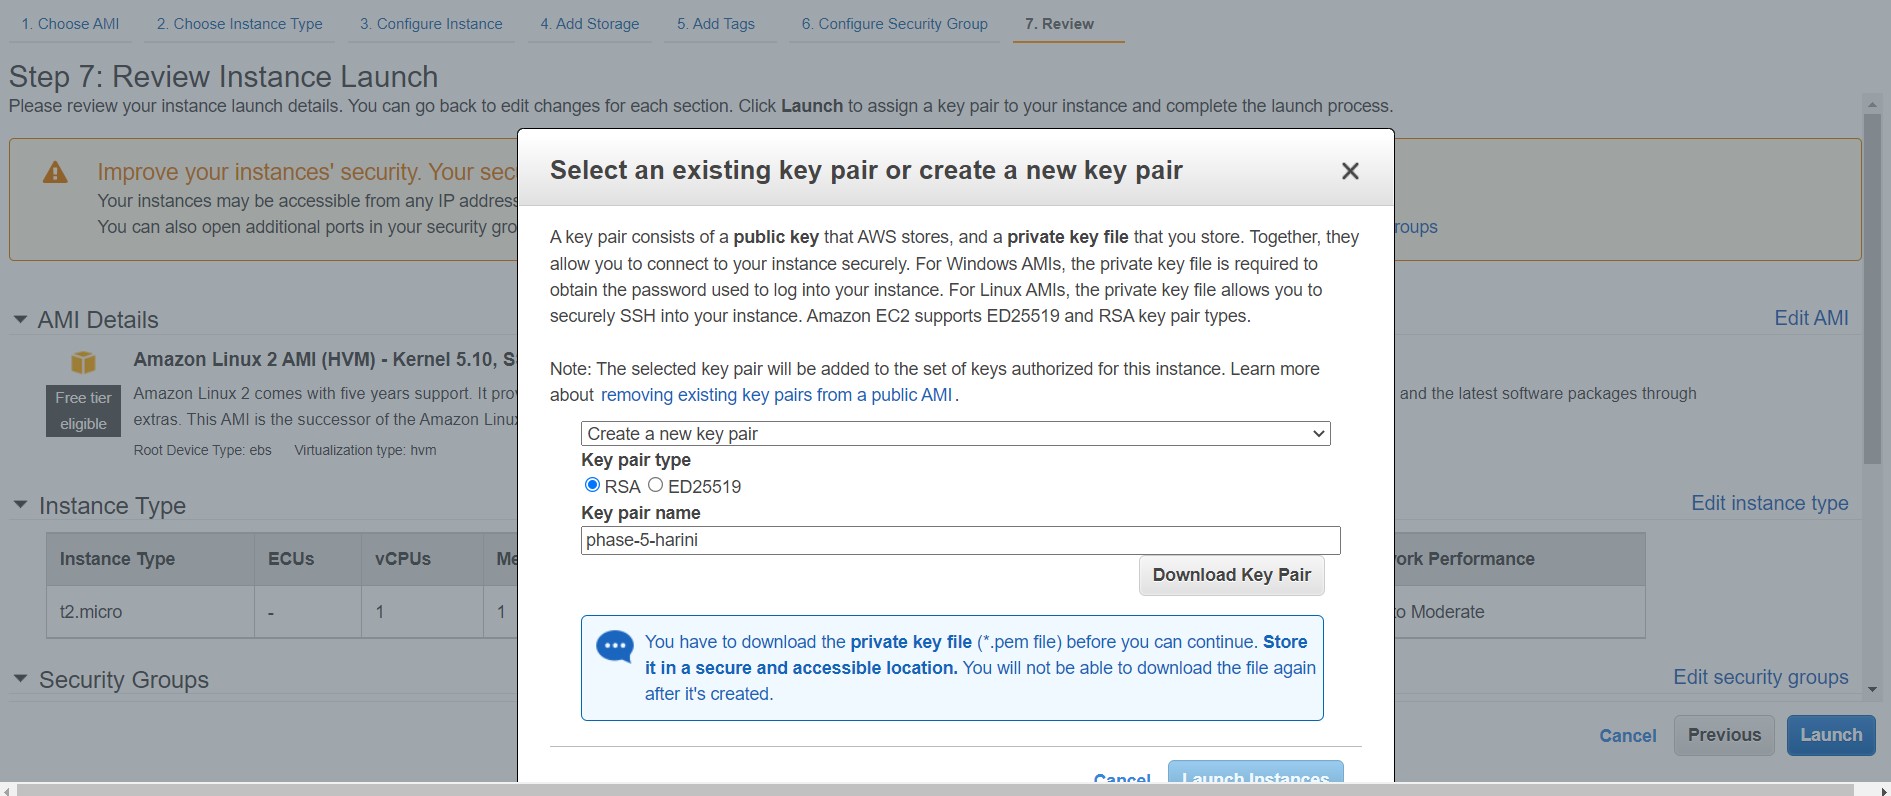 1. Choose AMI 2. Choose Instance Type 3. Configure Instance 4. Add Storage 5. Add Tags 6. Configure Security Group 7. Review
Step 7: Review Instance Launch
Please review your instance launch details. You can go back to edit changes for each section. Click Launch to assign a key pair to your instance and complete the launch process.
Improve your instances' security. Your sec
Your instances may be accessible from any IP address
You can also open additional ports in your security gro
roups
AMI Details
Edit AMI
Amazon Linux 2 AMI (HVM) - Kernel 5.10, S
Free tier
eligible
Amazon Linux 2 comes with five years support. It pro
and the latest software packages through
extras. This AMI is the successor of the Amazon Linu
Root Device Type: ebs Virtualization type: hvm
Instance Type
Edit instance type
Instance Type ECUs vCPUs Me
ork Performance
t2.micro - 1 1
to Moderate
Security Groups
Edit security groups
Cancel Previous Launch
Select an existing key pair or create a new key pair
A key pair consists of a public key that AWS stores, and a private key file that you store. Together, they
allow you to connect to your instance securely. For Windows AMIs, the private key file is required to
obtain the password used to log into your instance. For Linux AMIs, the private key file allows you to
securely SSH into your instance. Amazon EC2 supports ED25519 and RSA key pair types.
Note: The selected key pair will be added to the set of keys authorized for this instance. Learn more
about removing existing key pairs from a public AMI.
Create a new key pair
Key pair type
RSA ED25519
Key pair name
phase-5-harini
Download Key Pair
You have to download the private key file (*.pem file) before you can continue. Store
it in a secure and accessible location. You will not be able to download the file again
after it's created.
Cancel Launch Instances